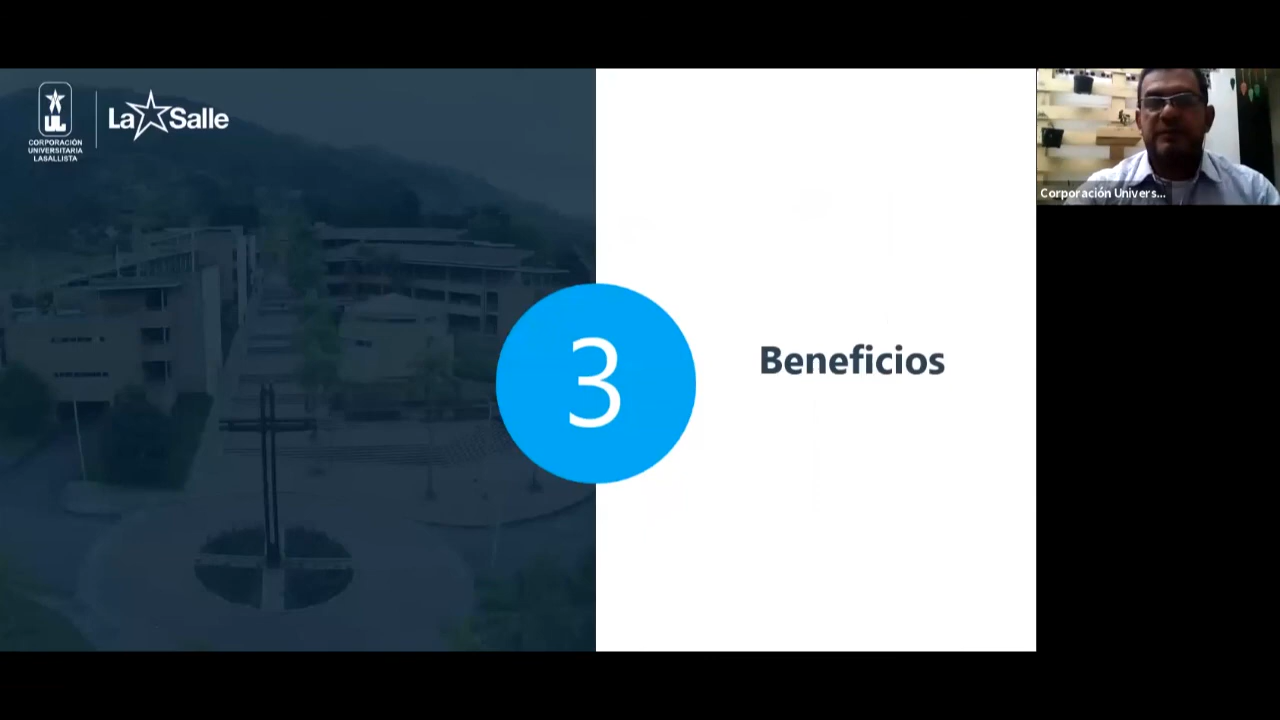 La Salle
CORPORACIÓN
UNIVERSITARIA
LASALLISTA
3
Beneficios
Corporación Univers...